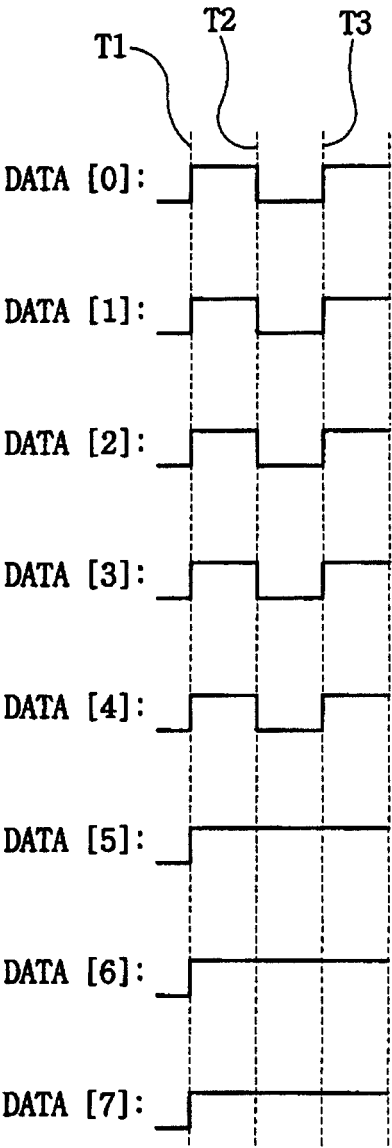 T1 T2 T3
DATA [0]:
DATA [1]:
DATA [2]:
DATA [3]:
DATA [4]:
DATA [5]:
DATA [6]:
DATA [7]: